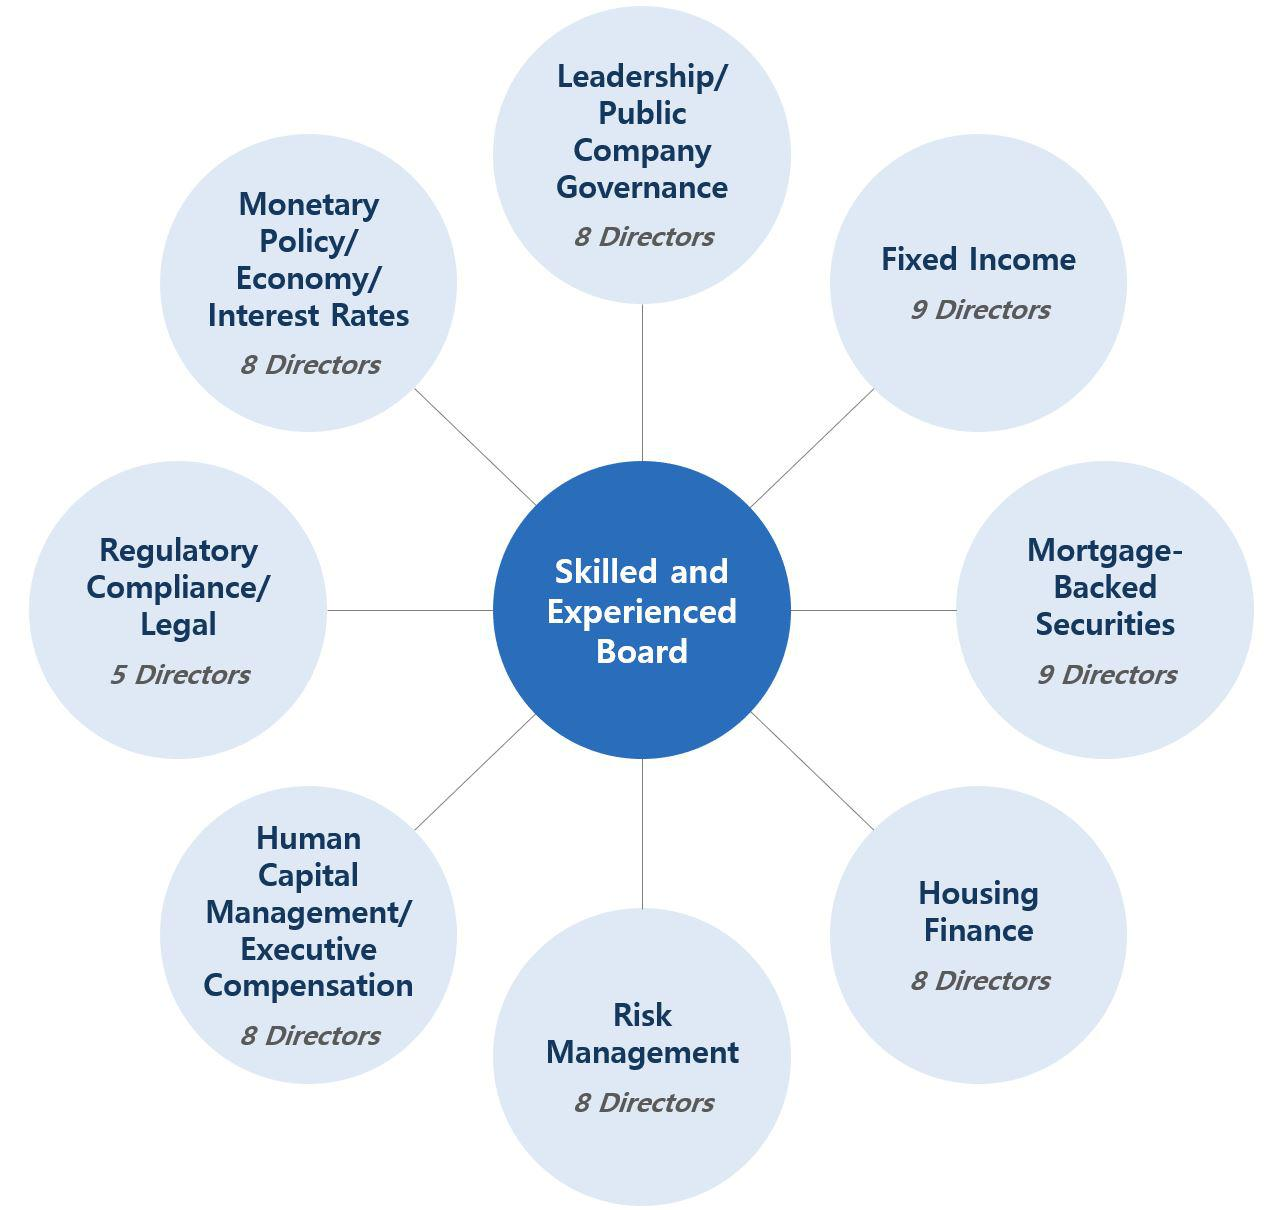 Leadership/
Public
Company
Governance
8 Directors
Fixed Income
9 Directors
Mortgage-
Backed
Securities
9 Directors
Housing
Finance
8 Directors
Risk
Management
8 Directors
Human
Capital
Management/
Executive
Compensation
8 Directors
Regulatory
Compliance/
Legal
5 Directors
Monetary
Policy/
Economy/
Interest Rates
8 Directors
Skilled and
Experienced
Board